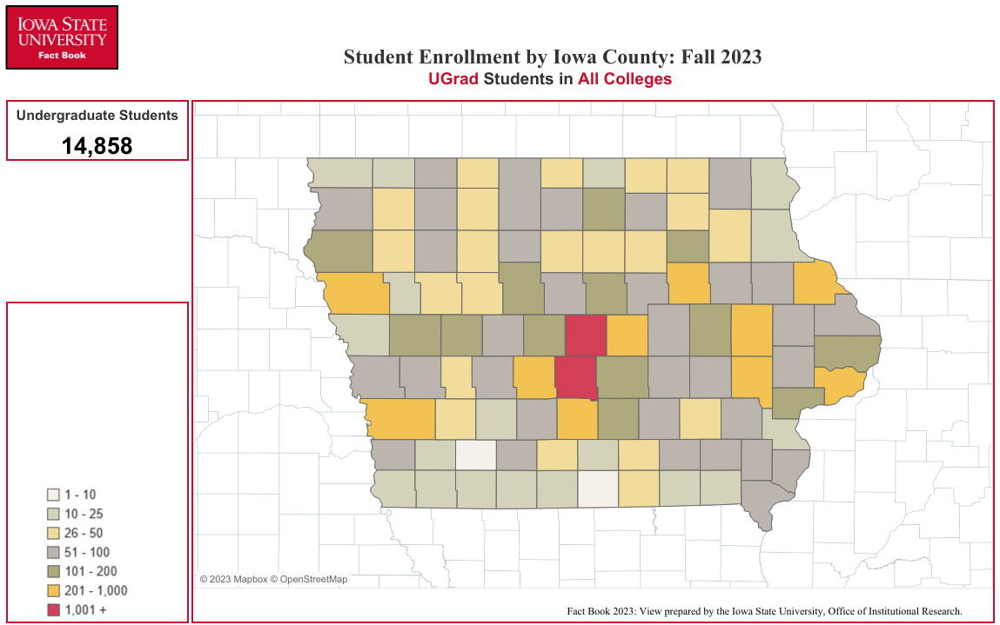 IOWA STATE
UNIVERSITY
Fact Book
Student Enrollment by Iowa County: Fall 2023
UGrad Students in All Colleges
Undergraduate Students
14,858
1 - 10
10 - 25
26 - 50
51 - 100
101 - 200
201 - 1,000
1,001 +
© 2023 Mapbox © OpenStreetMap
Fact Book 2023: View prepared by the Iowa State University, Office of Institutional Research.